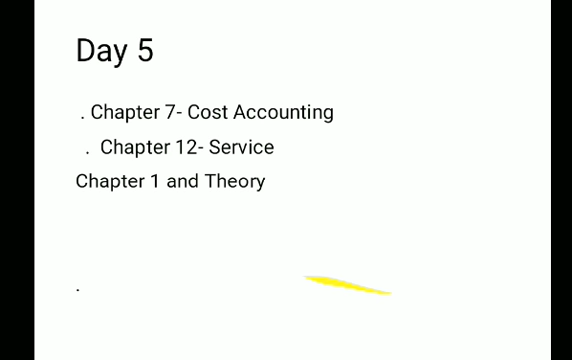 Day 5
. Chapter 7- Cost Accounting
. Chapter 12- Service
Chapter 1 and Theory
.